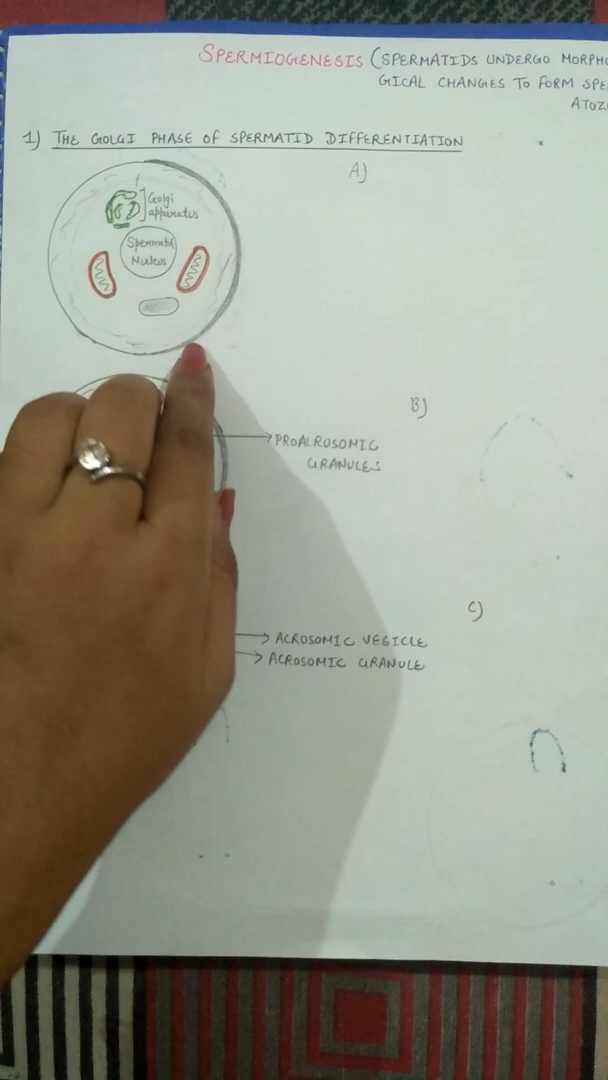 SPERMIOGENESIS (SPERMATIDS UNDERGO MORPHO
GICAL CHANGES TO FORM SPE
ATOZ
1) THE GOLGI PHASE OF SPERMATID DIFFERENTIATION
A)
Golgi
apparatus
Spermatid
Nucleus
B)
PROACROSOMIC
GRANULES
C)
ACROSOMIC VESICLE
ACROSOMIC GRANULE